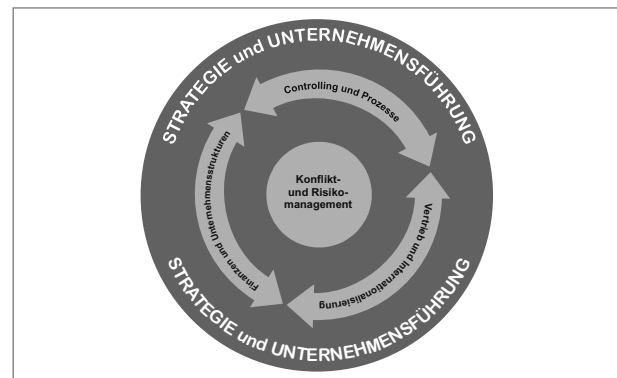 STRATEGIE und UNTERNEHMENSFÜHRUNG
Controlling und Prozesse
Finanzen und Unternehmensstrukturen
Konflikt-
und Risiko-
management
Vertrieb und Internationalisierung
STRATEGIE und UNTERNEHMENSFÜHRUNG